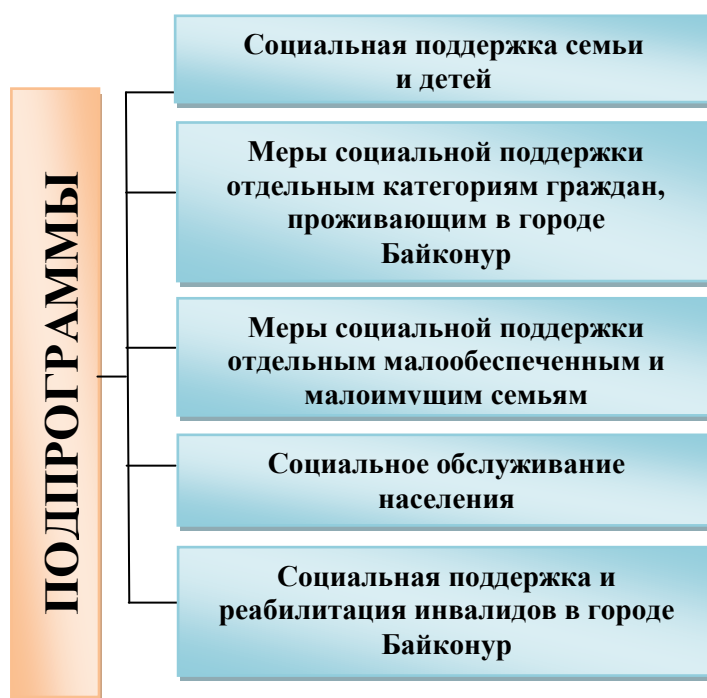 ПОДПРОГРАММЫ
Социальная поддержка семьи
и детей
Меры социальной поддержки
отдельным категориям граждан,
проживающим в городе
Байконур
Меры социальной поддержки
отдельным малообеспеченным и
малоимущим семьям
Социальное обслуживание
населения
Социальная поддержка и
реабилитация инвалидов в городе
Байконур